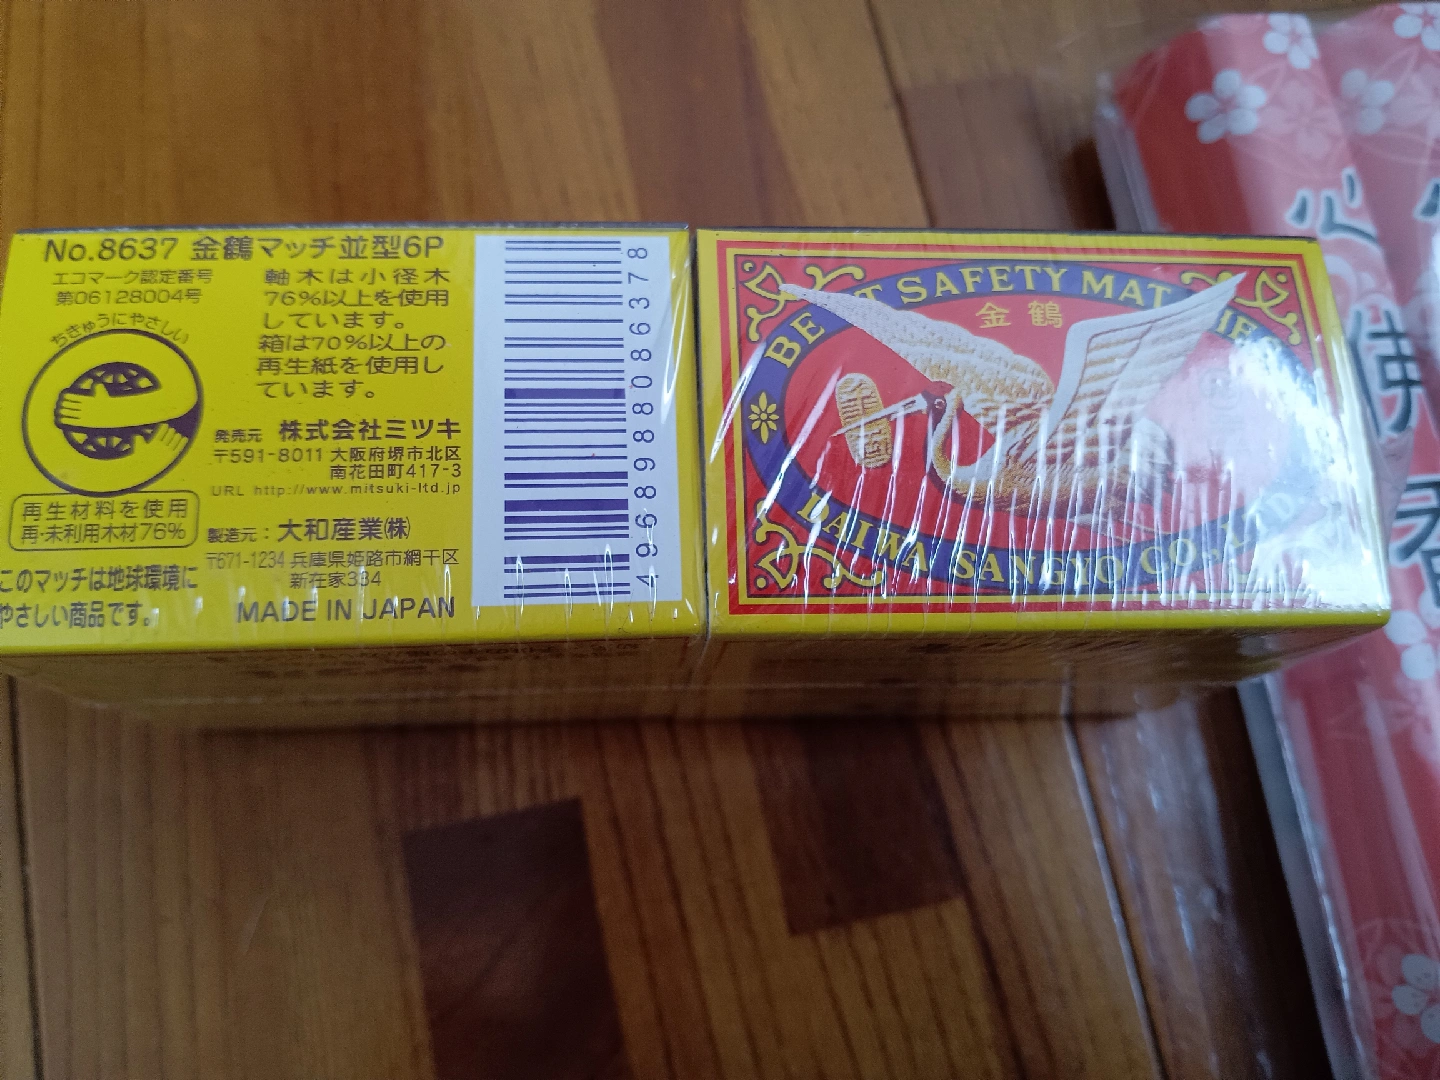 No.8637 金鶴マッチ並型6P
エコマーク認定番号
第06128004号
ちきゅうにやさしい
再生材料を使用
再・未利用木材76%
このマッチは地球環境に
やさしい商品です。
軸木は小径木
76%以上を使用
しています。
箱は70%以上の
再生紙を使用し
ています。
発売元 株式会社ミツキ
〒591-8011 大阪府堺市北区
南花田町417-3
URL http://www.mitsuki-ltd.jp
製造元：大和産業㈱
〒671-1234 兵庫県姫路市網干区
新在家334
MADE IN JAPAN
4968988086378
SAFETY
金鶴
DAIWA SANGYO CO., LTD.
心
佛
香